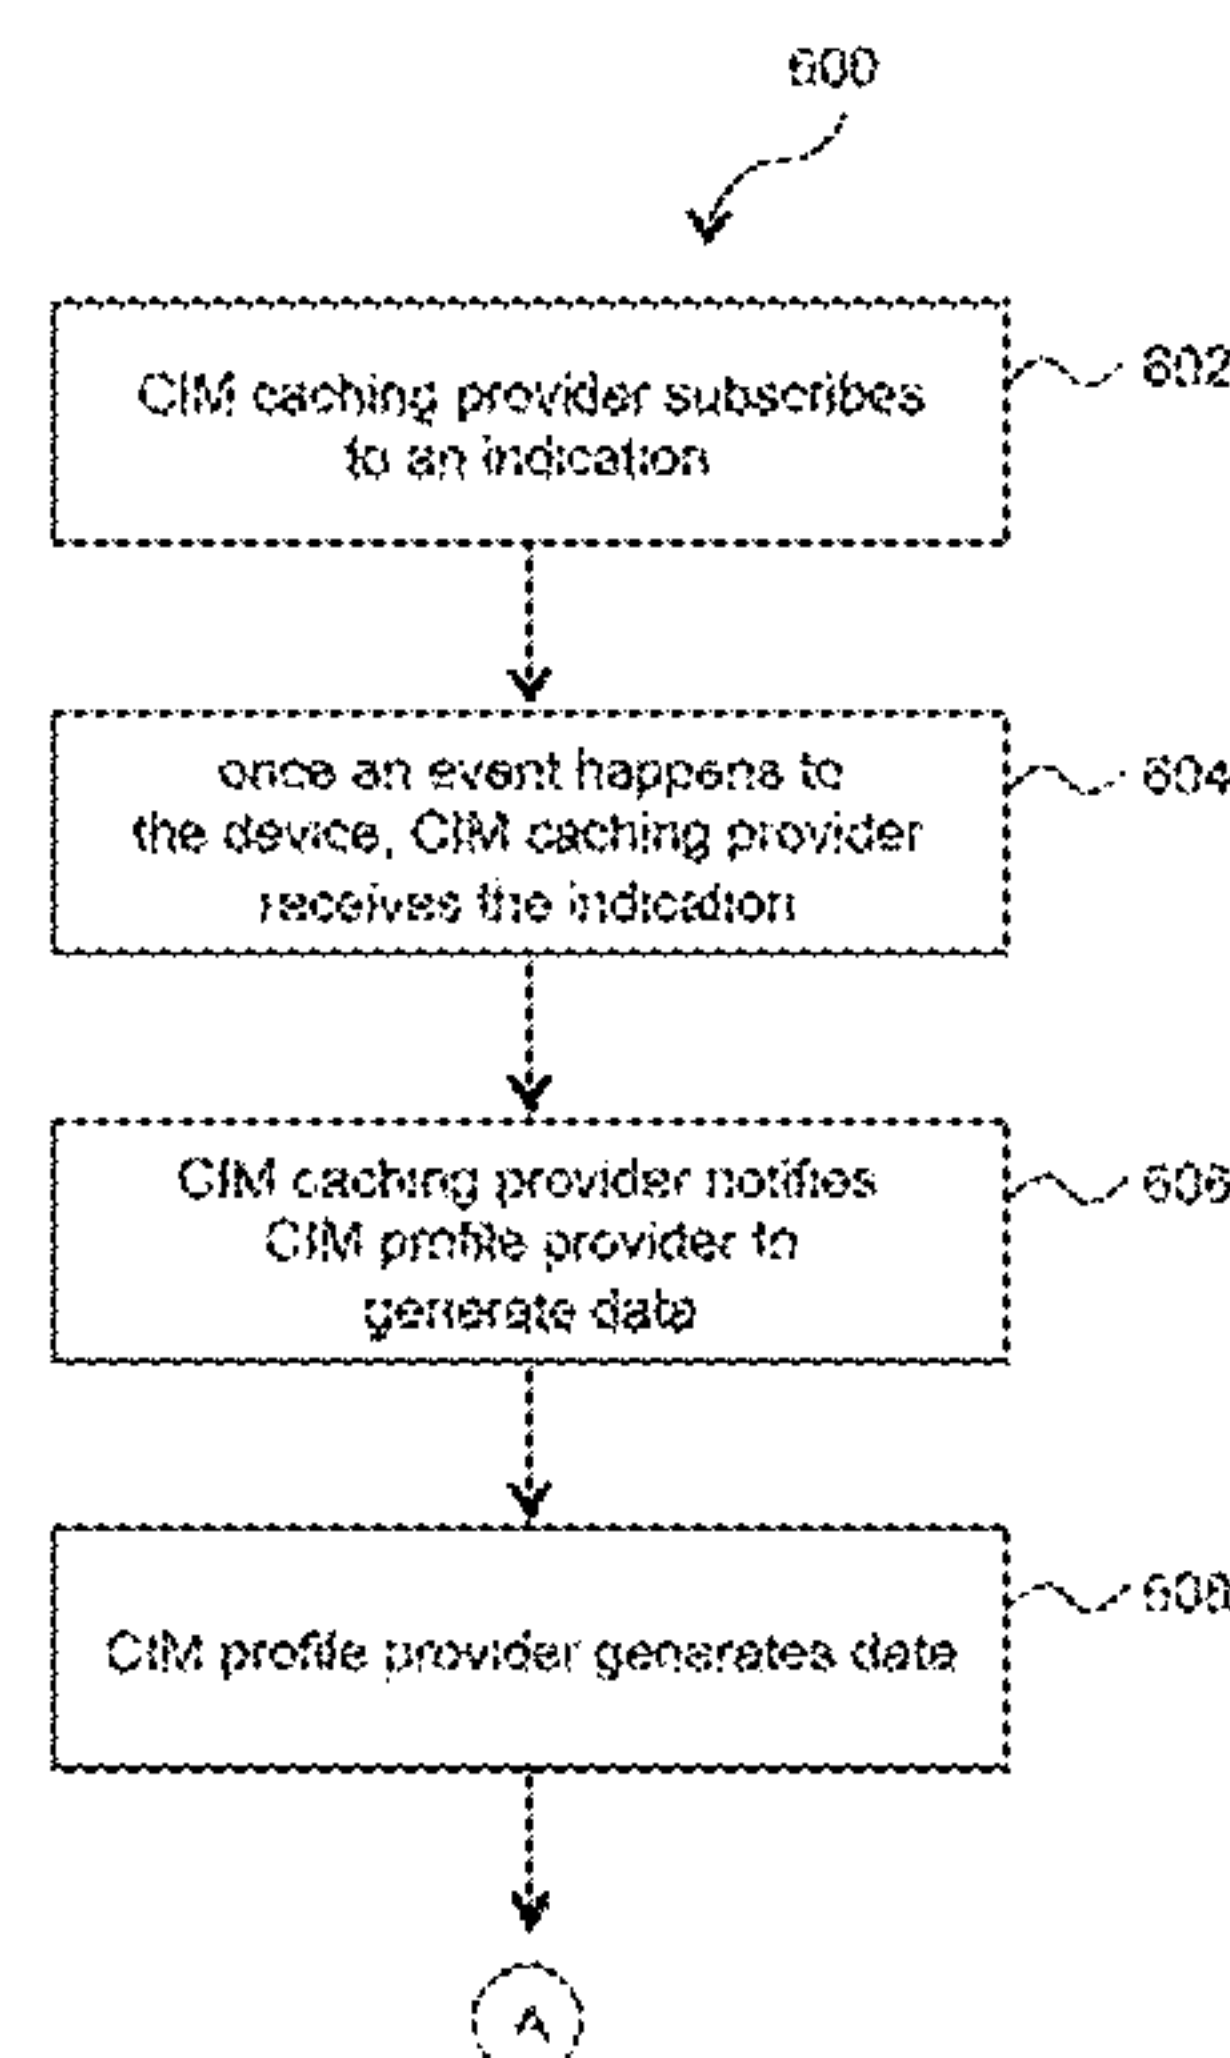 600
CIM caching provider subscribes
to an indication
602
once an event happens to
the device, CIM caching provider
receives the indication
604
CIM caching provider notifies
CIM profile provider to
generate data
606
CIM profile provider generates data
608
A